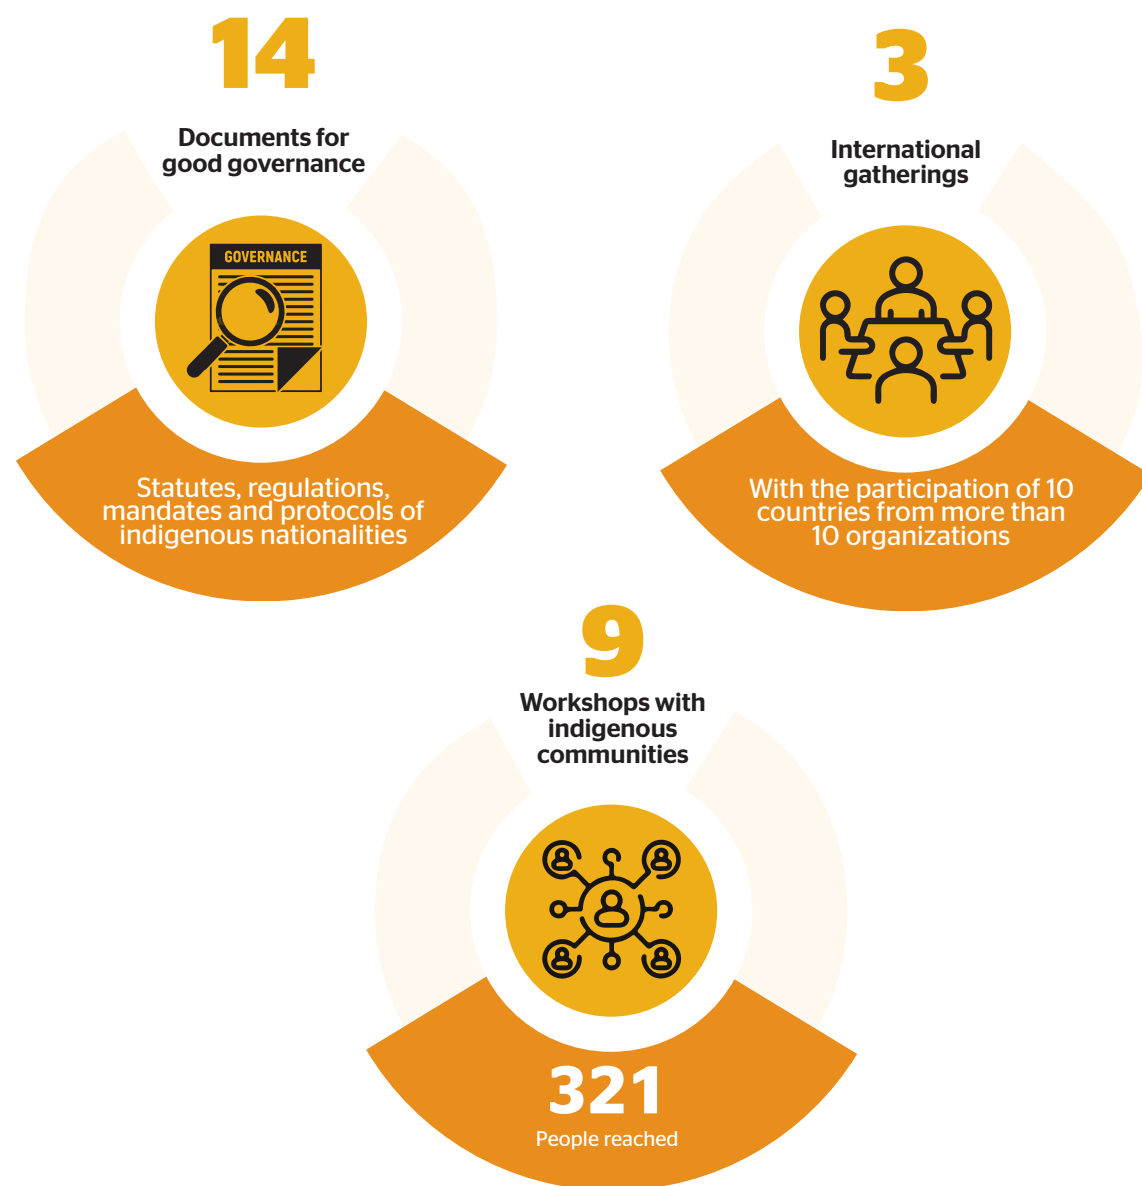 14
Documents for
good governance
GOVERNANCE
Statutes, regulations,
mandates and protocols of
indigenous nationalities
3
International
gatherings
With the participation of 10
countries from more than
10 organizations
9
Workshops with
indigenous
communities
321
People reached